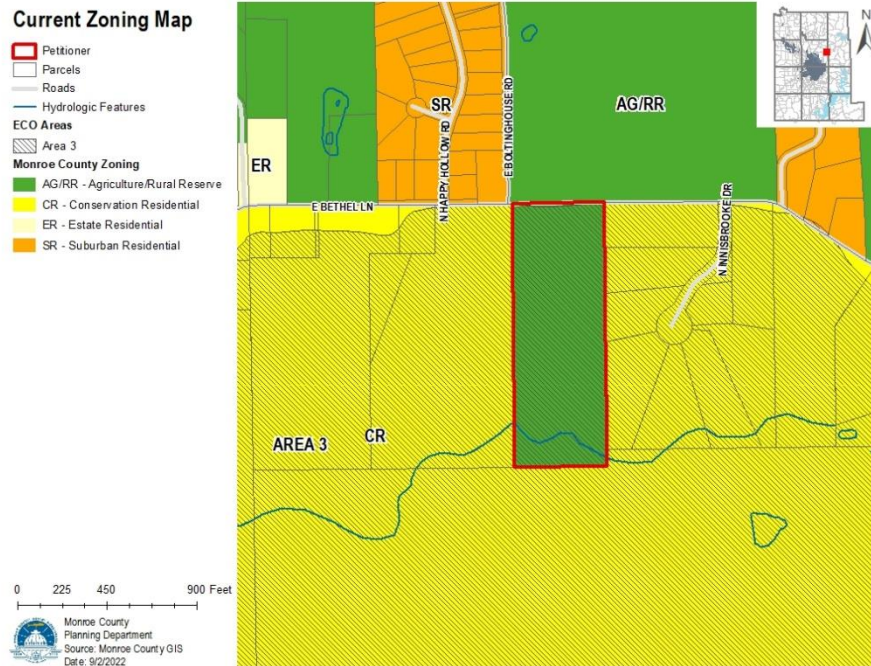 Current Zoning Map
Petitioner
Parcels
Roads
Hydrologic Features
ECO Areas
Area 3
Monroe County Zoning
AG/RR - Agriculture/Rural Reserve
CR - Conservation Residential
ER - Estate Residential
SR - Suburban Residential
0 225 450 900 Feet
Monroe County
Planning Department
Source: Monroe County GIS
Date: 9/2/2022
N
SR
AG/RR
ER
E BOLTINGHOUSE RD
N HAPPY HOLLOW RD
E BETHEL LN
N INNISBROOKE DR
AREA 3
CR